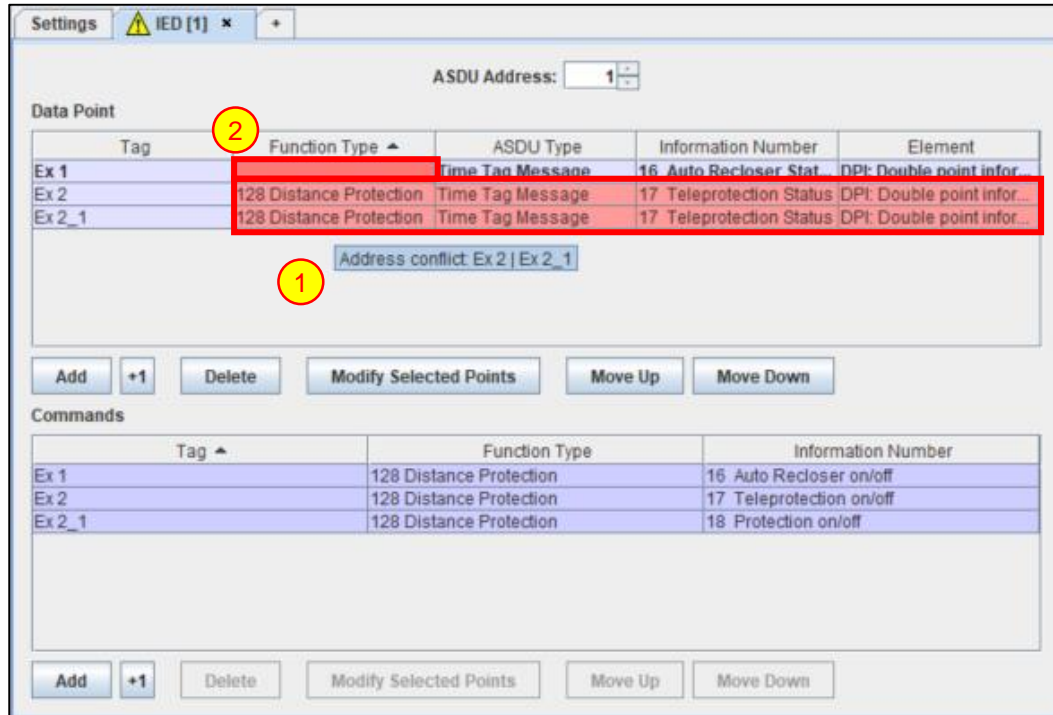 Settings IED [1] × +
ASDU Address: 1
Data Point
2
Tag Function Type ASDU Type Information Number Element
Ex 1 Time Tag Message 16 Auto Recloser Stat... DPI: Double point infor...
Ex 2 128 Distance Protection Time Tag Message 17 Teleprotection Status DPI: Double point infor...
Ex 2_1 128 Distance Protection Time Tag Message 17 Teleprotection Status DPI: Double point infor...
Address conflict: Ex 2 | Ex 2_1
1
Add +1 Delete Modify Selected Points Move Up Move Down
Commands
Tag Function Type Information Number
Ex 1 128 Distance Protection 16 Auto Recloser on/off
Ex 2 128 Distance Protection 17 Teleprotection on/off
Ex 2_1 128 Distance Protection 18 Protection on/off
Add +1 Delete Modify Selected Points Move Up Move Down